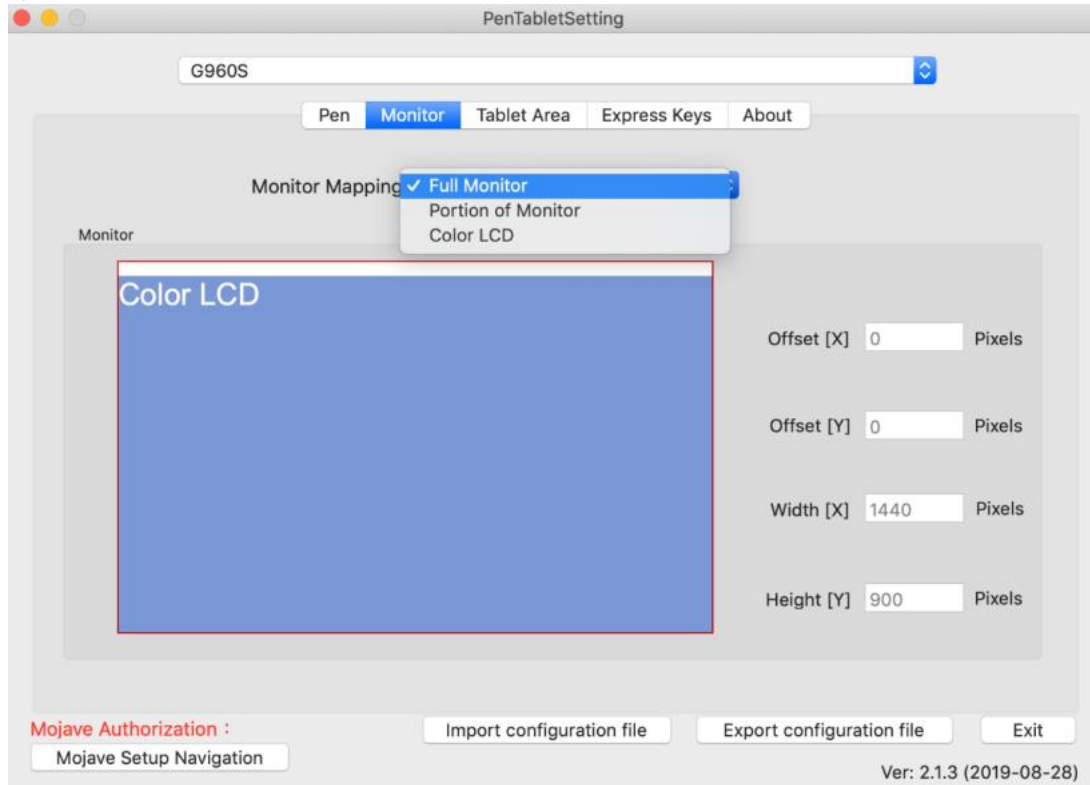 PenTabletSetting
G960S
Pen Monitor Tablet Area Express Keys About
Monitor Mapping ✓ Full Monitor
Portion of Monitor
Color LCD
Monitor
Color LCD
Offset [X] 0 Pixels
Offset [Y] 0 Pixels
Width [X] 1440 Pixels
Height [Y] 900 Pixels
Mojave Authorization :
Import configuration file Export configuration file Exit
Mojave Setup Navigation
Ver: 2.1.3 (2019-08-28)